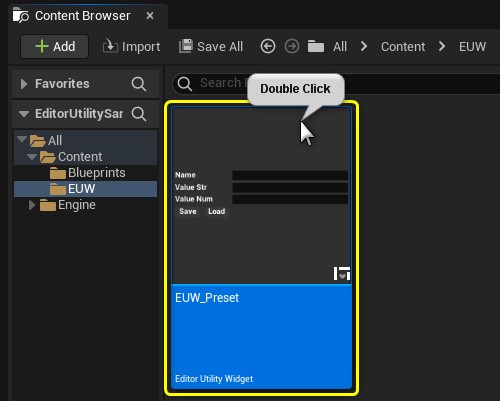 Content Browser
Add
Import
Save All
All
Content
EUW
Favorites
Search
Double Click
EditorUtilitySar
All
Content
Blueprints
EUW
Engine
Name
Value Str
Value Num
Save Load
EUW_Preset
Editor Utility Widget